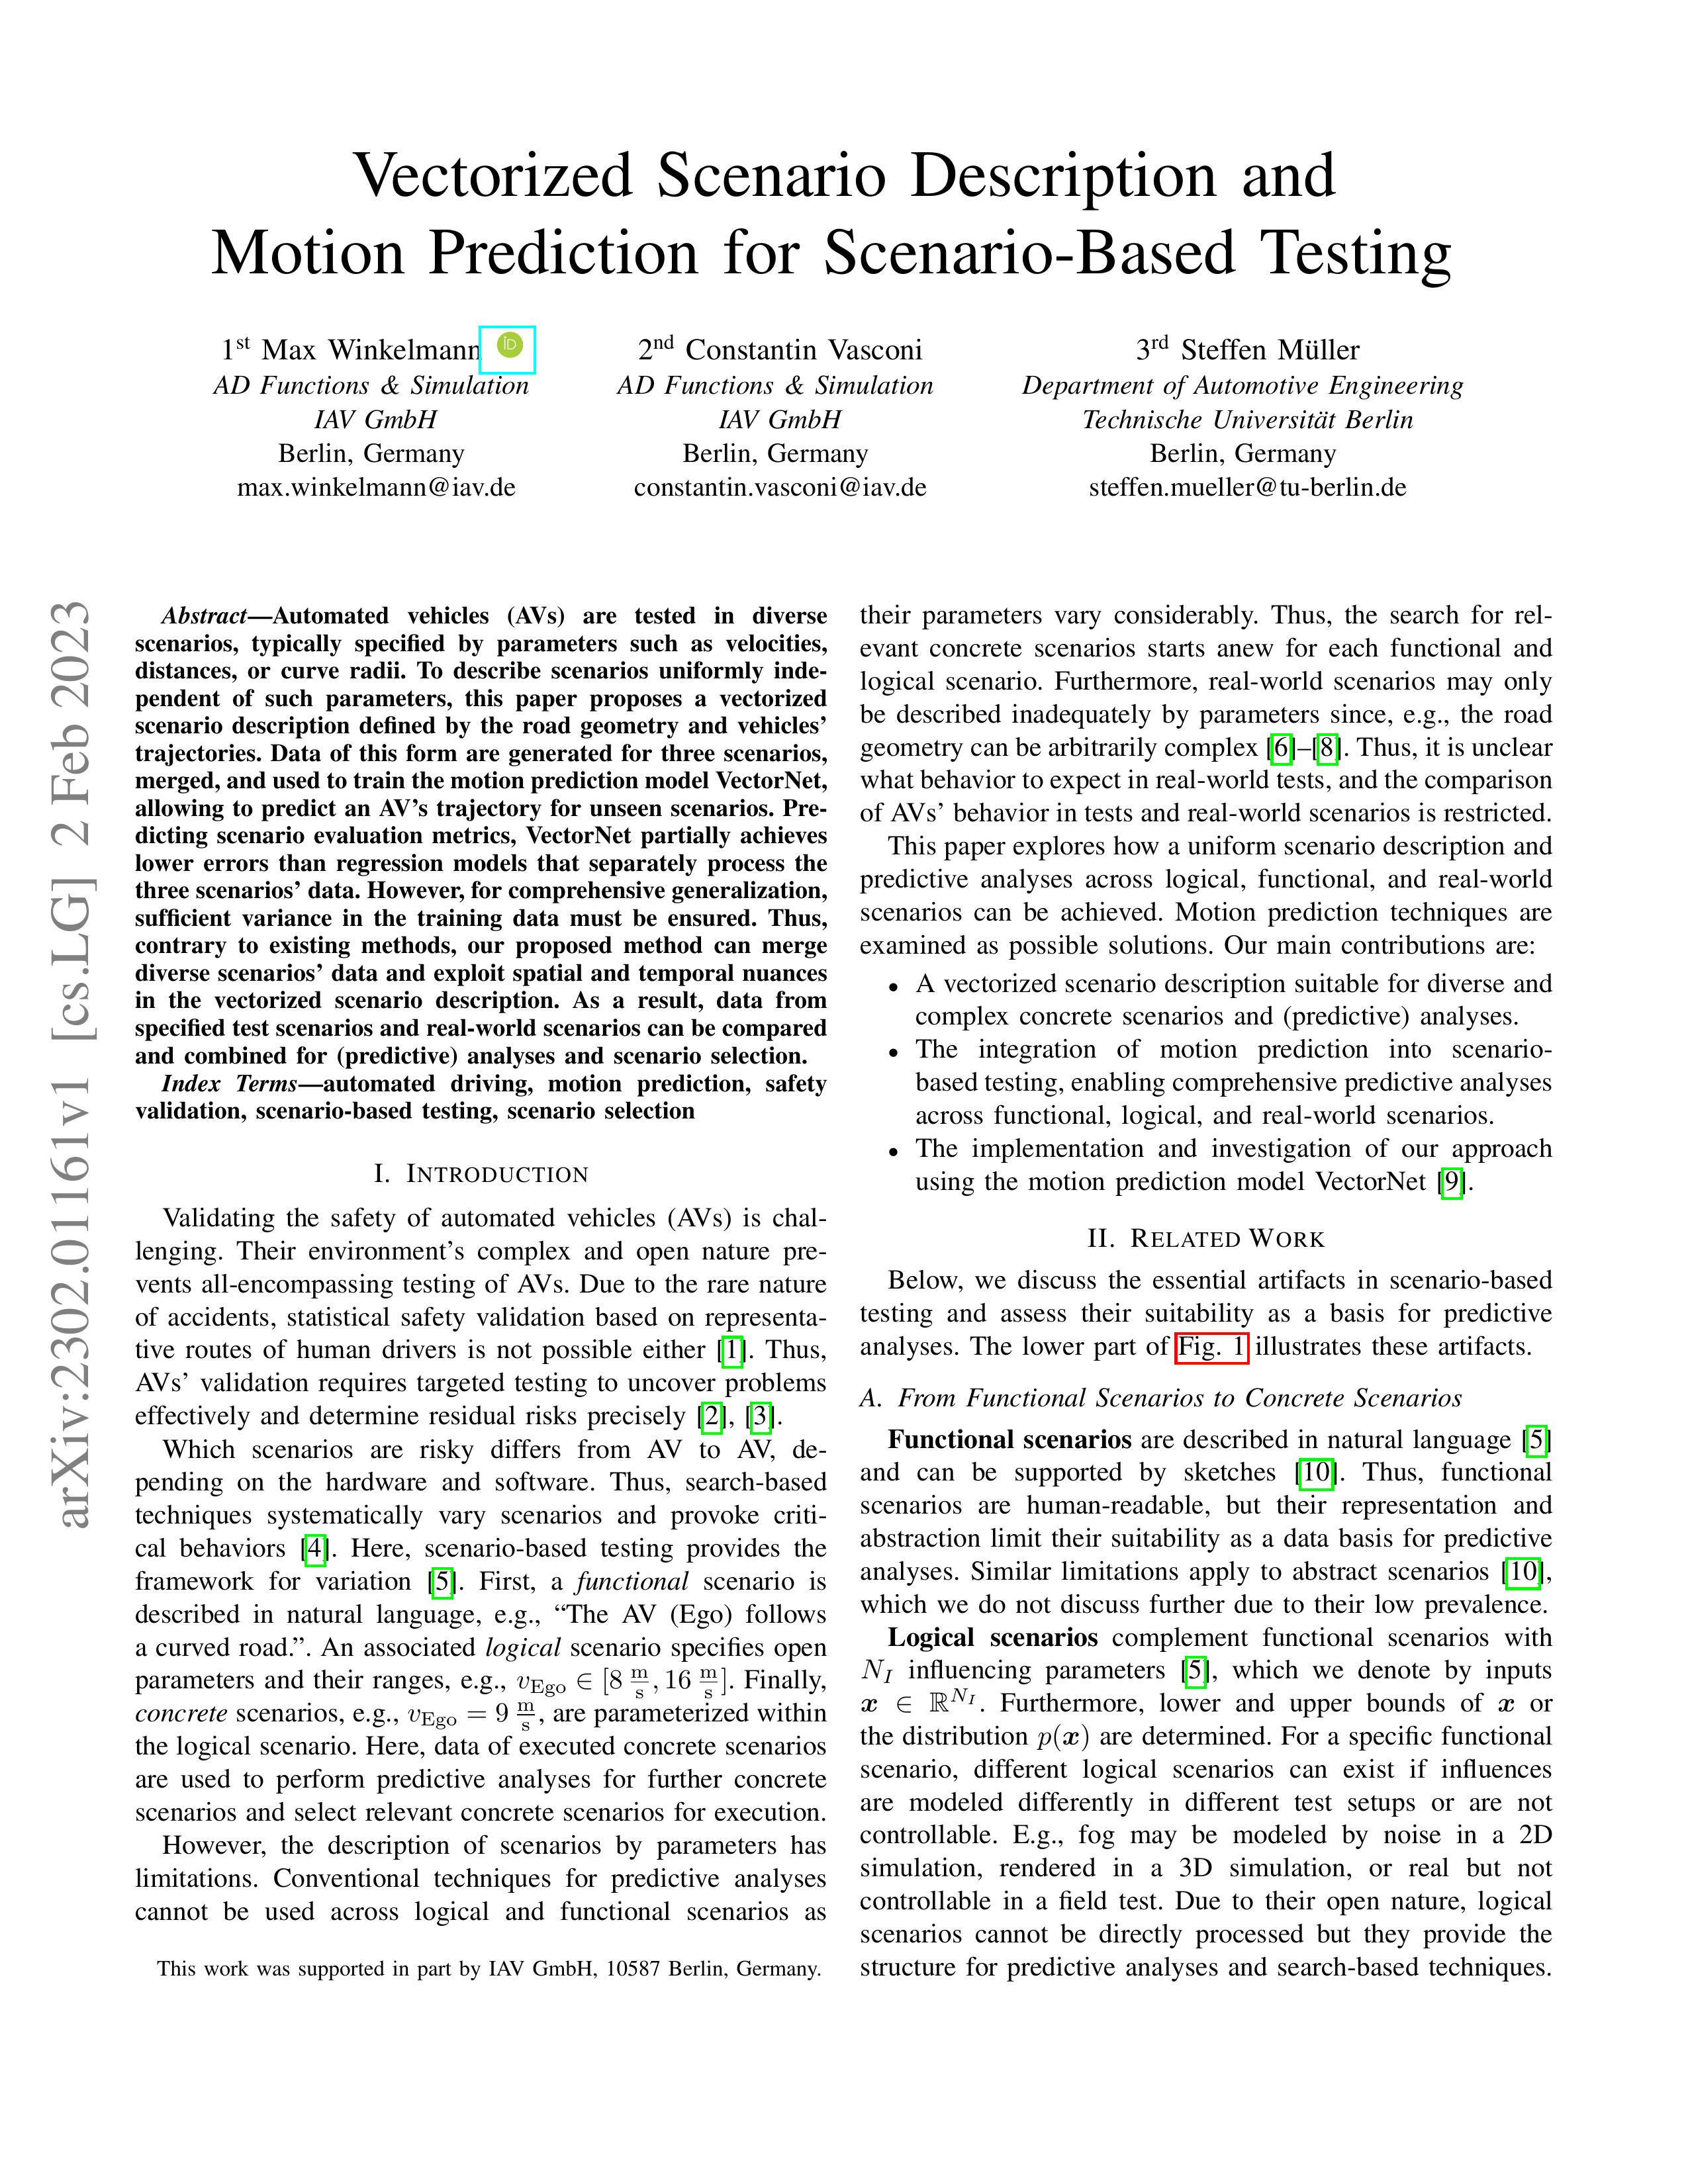 Vectorized Scenario Description and
Motion Prediction for Scenario-Based Testing
1st Max Winkelmann iD
AD Functions & Simulation
IAV GmbH
Berlin, Germany
max.winkelmann@iav.de
2nd Constantin Vasconi
AD Functions & Simulation
IAV GmbH
Berlin, Germany
constantin.vasconi@iav.de
3rd Steffen Müller
Department of Automotive Engineering
Technische Universität Berlin
Berlin, Germany
steffen.mueller@tu-berlin.de
arXiv:2302.01161v1 [cs.LG] 2 Feb 2023
Abstract—Automated vehicles (AVs) are tested in diverse
scenarios, typically specified by parameters such as velocities,
distances, or curve radii. To describe scenarios uniformly inde-
pendent of such parameters, this paper proposes a vectorized
scenario description defined by the road geometry and vehicles’
trajectories. Data of this form are generated for three scenarios,
merged, and used to train the motion prediction model VectorNet,
allowing to predict an AV’s trajectory for unseen scenarios. Pre-
dicting scenario evaluation metrics, VectorNet partially achieves
lower errors than regression models that separately process the
three scenarios’ data. However, for comprehensive generalization,
sufficient variance in the training data must be ensured. Thus,
contrary to existing methods, our proposed method can merge
diverse scenarios’ data and exploit spatial and temporal nuances
in the vectorized scenario description. As a result, data from
specified test scenarios and real-world scenarios can be compared
and combined for (predictive) analyses and scenario selection.
Index Terms—automated driving, motion prediction, safety
validation, scenario-based testing, scenario selection
I. INTRODUCTION
Validating the safety of automated vehicles (AVs) is chal-
lenging. Their environment’s complex and open nature pre-
vents all-encompassing testing of AVs. Due to the rare nature
of accidents, statistical safety validation based on representa-
tive routes of human drivers is not possible either [1]. Thus,
AVs’ validation requires targeted testing to uncover problems
effectively and determine residual risks precisely [2], [3].
Which scenarios are risky differs from AV to AV, de-
pending on the hardware and software. Thus, search-based
techniques systematically vary scenarios and provoke criti-
cal behaviors [4]. Here, scenario-based testing provides the
framework for variation [5]. First, a functional scenario is
described in natural language, e.g., “The AV (Ego) follows
a curved road.”. An associated logical scenario specifies open
parameters and their ranges, e.g., vEgo ∈ [8 m/s, 16 m/s]. Finally,
concrete scenarios, e.g., vEgo = 9 m/s, are parameterized within
the logical scenario. Here, data of executed concrete scenarios
are used to perform predictive analyses for further concrete
scenarios and select relevant concrete scenarios for execution.
However, the description of scenarios by parameters has
limitations. Conventional techniques for predictive analyses
cannot be used across logical and functional scenarios as
This work was supported in part by IAV GmbH, 10587 Berlin, Germany.
their parameters vary considerably. Thus, the search for rel-
evant concrete scenarios starts anew for each functional and
logical scenario. Furthermore, real-world scenarios may only
be described inadequately by parameters since, e.g., the road
geometry can be arbitrarily complex [6]–[8]. Thus, it is unclear
what behavior to expect in real-world tests, and the comparison
of AVs’ behavior in tests and real-world scenarios is restricted.
This paper explores how a uniform scenario description and
predictive analyses across logical, functional, and real-world
scenarios can be achieved. Motion prediction techniques are
examined as possible solutions. Our main contributions are:
• A vectorized scenario description suitable for diverse and
complex concrete scenarios and (predictive) analyses.
• The integration of motion prediction into scenario-
based testing, enabling comprehensive predictive analyses
across functional, logical, and real-world scenarios.
• The implementation and investigation of our approach
using the motion prediction model VectorNet [9].
II. RELATED WORK
Below, we discuss the essential artifacts in scenario-based
testing and assess their suitability as a basis for predictive
analyses. The lower part of Fig. 1 illustrates these artifacts.
A. From Functional Scenarios to Concrete Scenarios
Functional scenarios are described in natural language [5]
and can be supported by sketches [10]. Thus, functional
scenarios are human-readable, but their representation and
abstraction limit their suitability as a data basis for predictive
analyses. Similar limitations apply to abstract scenarios [10],
which we do not discuss further due to their low prevalence.
Logical scenarios complement functional scenarios with
N_I influencing parameters [5], which we denote by inputs
x ∈ ℝ^{N_I}. Furthermore, lower and upper bounds of x or
the distribution p(x) are determined. For a specific functional
scenario, different logical scenarios can exist if influences
are modeled differently in different test setups or are not
controllable. E.g., fog may be modeled by noise in a 2D
simulation, rendered in a 3D simulation, or real but not
controllable in a field test. Due to their open nature, logical
scenarios cannot be directly processed but they provide the
structure for predictive analyses and search-based techniques.